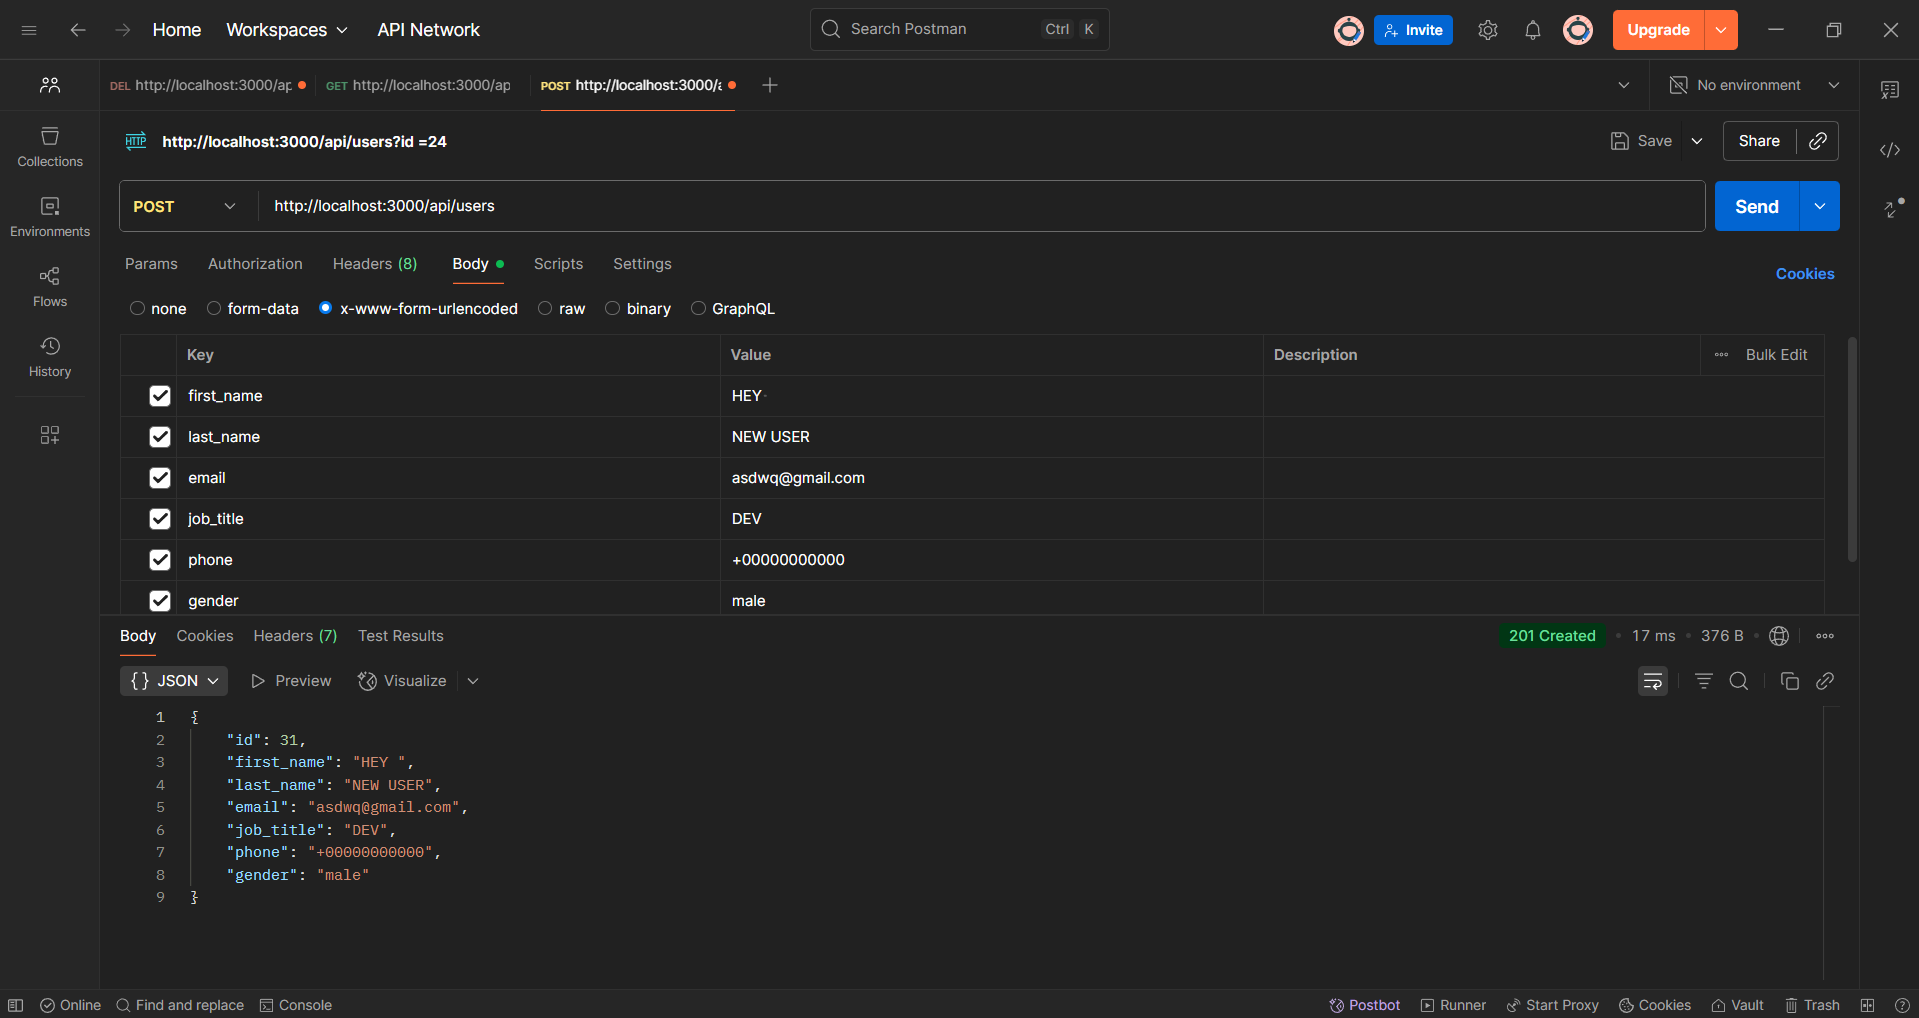 Home Workspaces API Network Search Postman Ctrl K Invite Upgrade
DEL http://localhost:3000/ap GET http://localhost:3000/ap POST http://localhost:3000/a No environment
HTTP http://localhost:3000/api/users?id =24 Save Share
Collections
Environments
Flows
History
POST http://localhost:3000/api/users Send
Params Authorization Headers (8) Body Scripts Settings Cookies
none form-data x-www-form-urlencoded raw binary GraphQL
Key Value Description Bulk Edit
first_name HEY
last_name NEW USER
email asdwq@gmail.com
job_title DEV
phone +00000000000
gender male
Body Cookies Headers (7) Test Results 201 Created 17 ms 376 B
{} JSON Preview Visualize
1 {
2 "id": 31,
3 "first_name": "HEY ",
4 "last_name": "NEW USER",
5 "email": "asdwq@gmail.com",
6 "job_title": "DEV",
7 "phone": "+00000000000",
8 "gender": "male"
9 }
Online Find and replace Console Postbot Runner Start Proxy Cookies Vault Trash